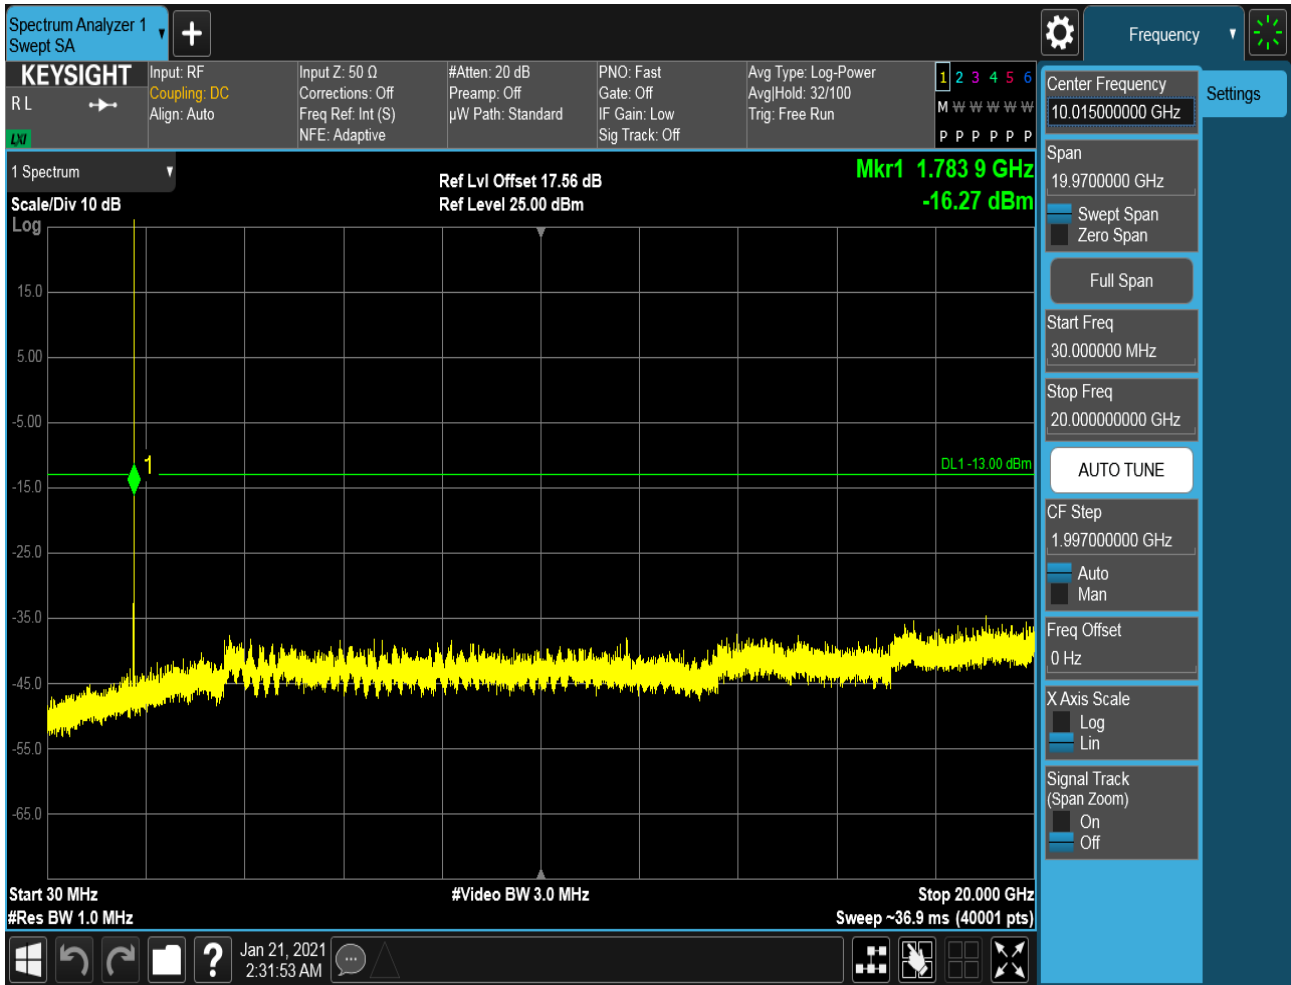 Spectrum Analyzer 1
Swept SA
Frequency
KEYSIGHT
R L
LXI
Input: RF
Coupling: DC
Align: Auto
Input Z: 50 Ω
Corrections: Off
Freq Ref: Int (S)
NFE: Adaptive
#Atten: 20 dB
Preamp: Off
µW Path: Standard
PNO: Fast
Gate: Off
IF Gain: Low
Sig Track: Off
Avg Type: Log-Power
Avg|Hold: 32/100
Trig: Free Run
1 2 3 4 5 6
M W W W W W
P P P P P P
1 Spectrum
Scale/Div 10 dB
Log
Ref Lvl Offset 17.56 dB
Ref Level 25.00 dBm
Mkr1 1.783 9 GHz
-16.27 dBm
15.0
5.00
-5.00
-15.0
-25.0
-35.0
-45.0
-55.0
-65.0
1
DL1 -13.00 dBm
Start 30 MHz
#Res BW 1.0 MHz
#Video BW 3.0 MHz
Stop 20.000 GHz
Sweep ~36.9 ms (40001 pts)
Center Frequency
10.015000000 GHz
Settings
Span
19.9700000 GHz
Swept Span
Zero Span
Full Span
Start Freq
30.000000 MHz
Stop Freq
20.000000000 GHz
AUTO TUNE
CF Step
1.997000000 GHz
Auto
Man
Freq Offset
0 Hz
X Axis Scale
Log
Lin
Signal Track
(Span Zoom)
On
Off
?
Jan 21, 2021
2:31:53 AM